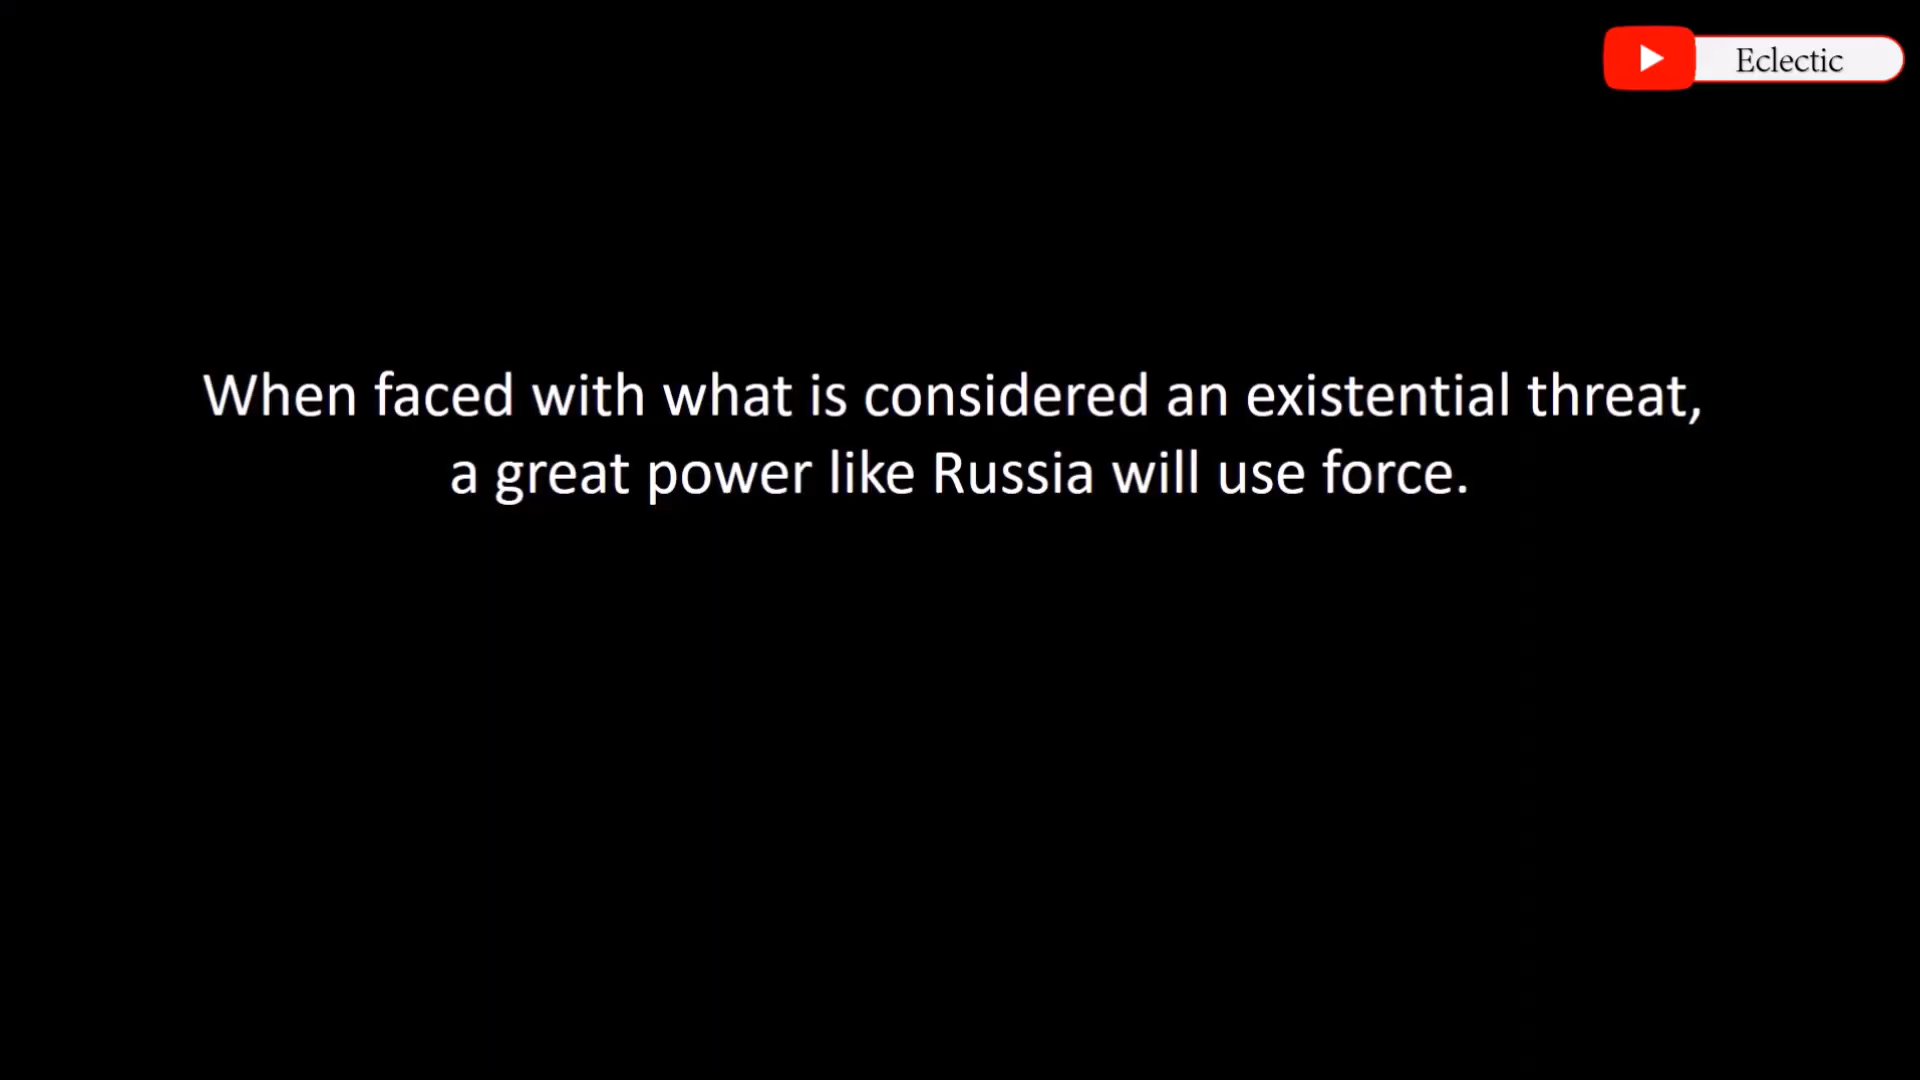 Eclectic
When faced with what is considered an existential threat,
a great power like Russia will use force.